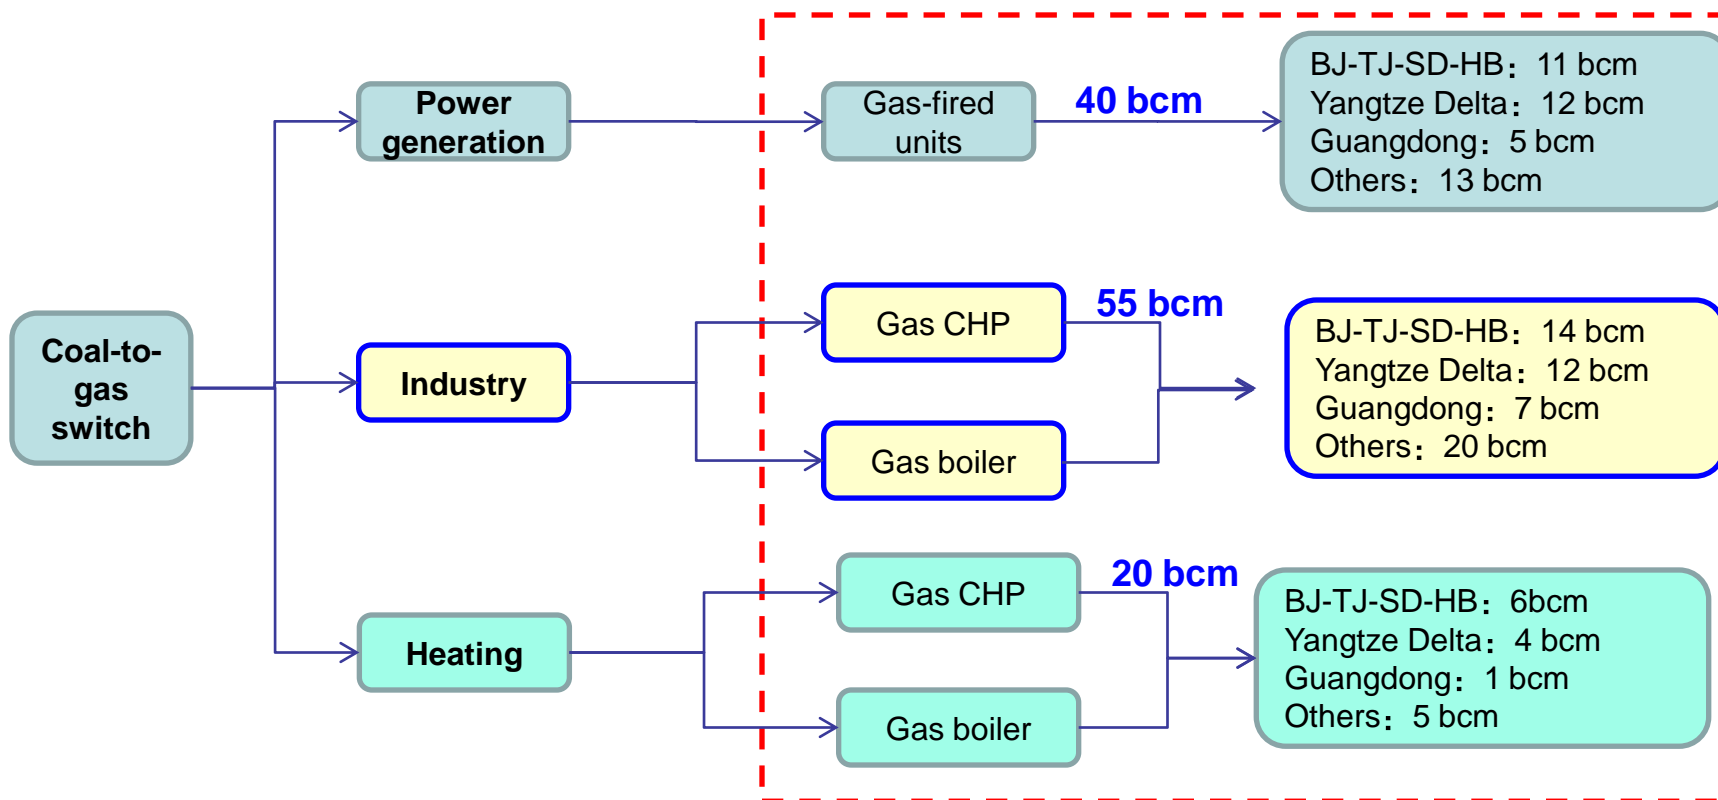 Coal-to-
gas
switch
Power
generation
Gas-fired
units
40 bcm
BJ-TJ-SD-HB：11 bcm
Yangtze Delta：12 bcm
Guangdong：5 bcm
Others：13 bcm
Industry
Gas CHP
Gas boiler
55 bcm
BJ-TJ-SD-HB：14 bcm
Yangtze Delta：12 bcm
Guangdong：7 bcm
Others：20 bcm
Heating
Gas CHP
Gas boiler
20 bcm
BJ-TJ-SD-HB：6bcm
Yangtze Delta：4 bcm
Guangdong：1 bcm
Others：5 bcm